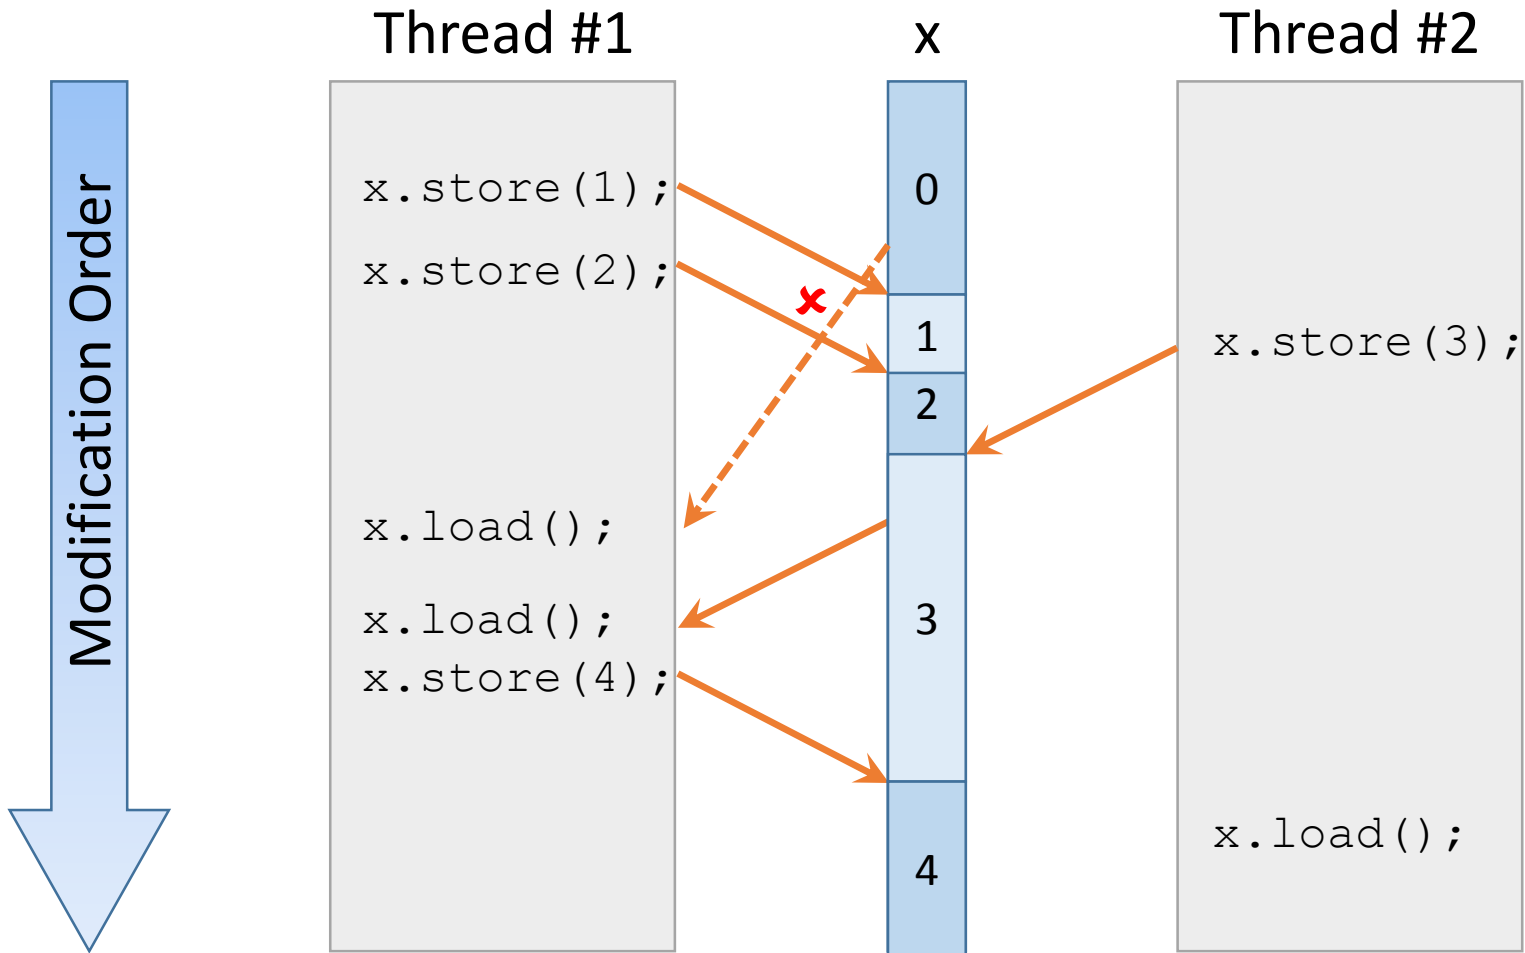 Thread #1
x
Thread #2
Modification Order
x.store(1);
x.store(2);
x.load();
x.load();
x.store(4);
0
1
2
3
4
x.store(3);
x.load();